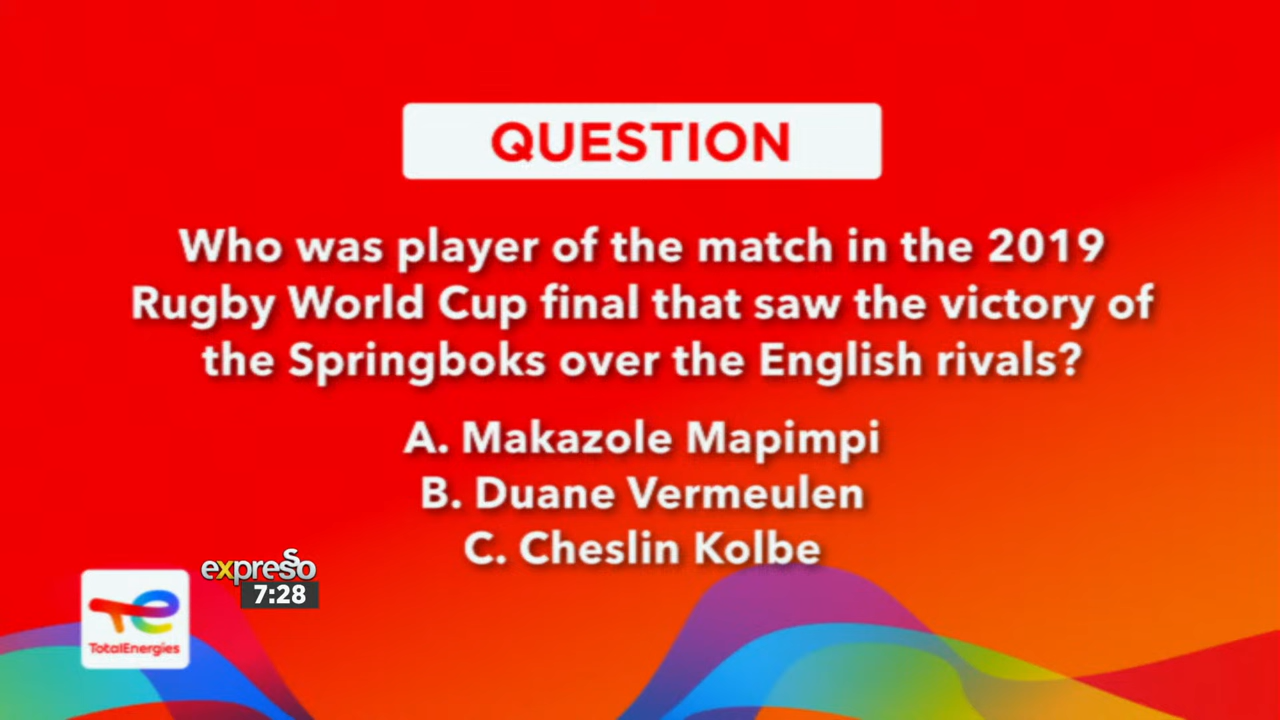 QUESTION
Who was player of the match in the 2019
Rugby World Cup final that saw the victory of
the Springboks over the English rivals?
A. Makazole Mapimpi
B. Duane Vermeulen
C. Cheslin Kolbe
expresso
7:28
TotalEnergies